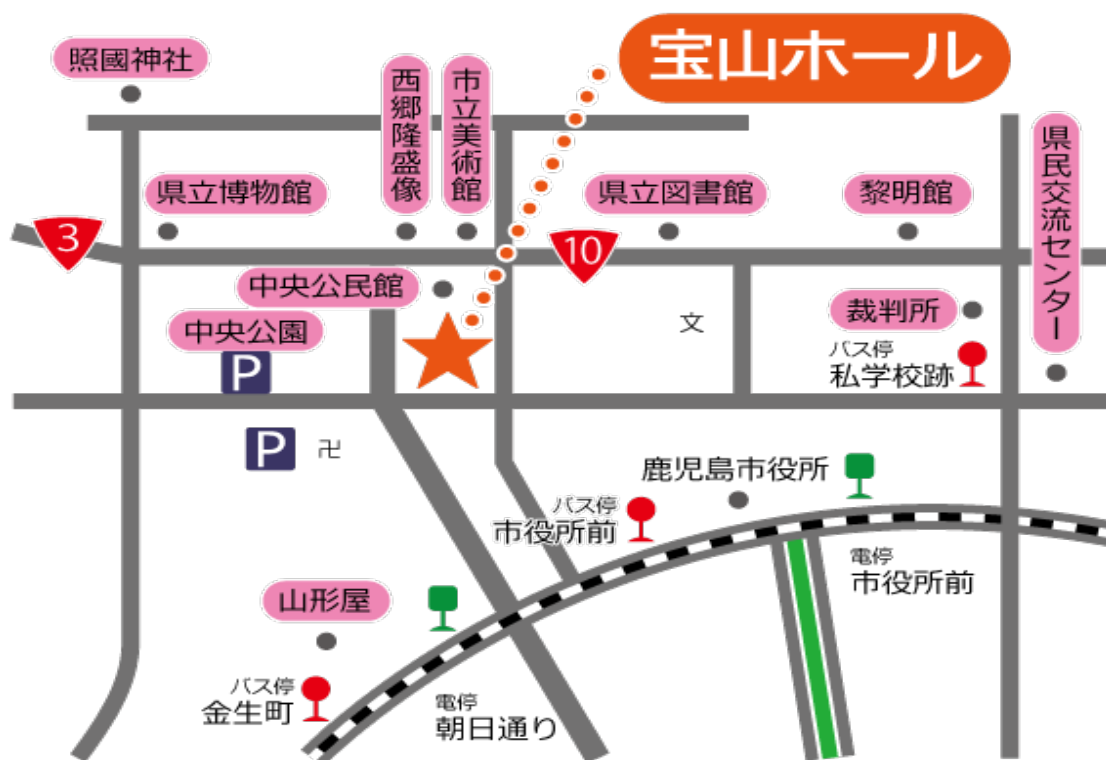 宝山ホール
照國神社
西郷隆盛像
市立美術館
県民交流センター
県立博物館
県立図書館
黎明館
3
10
中央公民館
中央公園
P
文
裁判所
バス停
私学校跡
P
卍
鹿児島市役所
バス停
市役所前
電停
市役所前
山形屋
バス停
金生町
電停
朝日通り